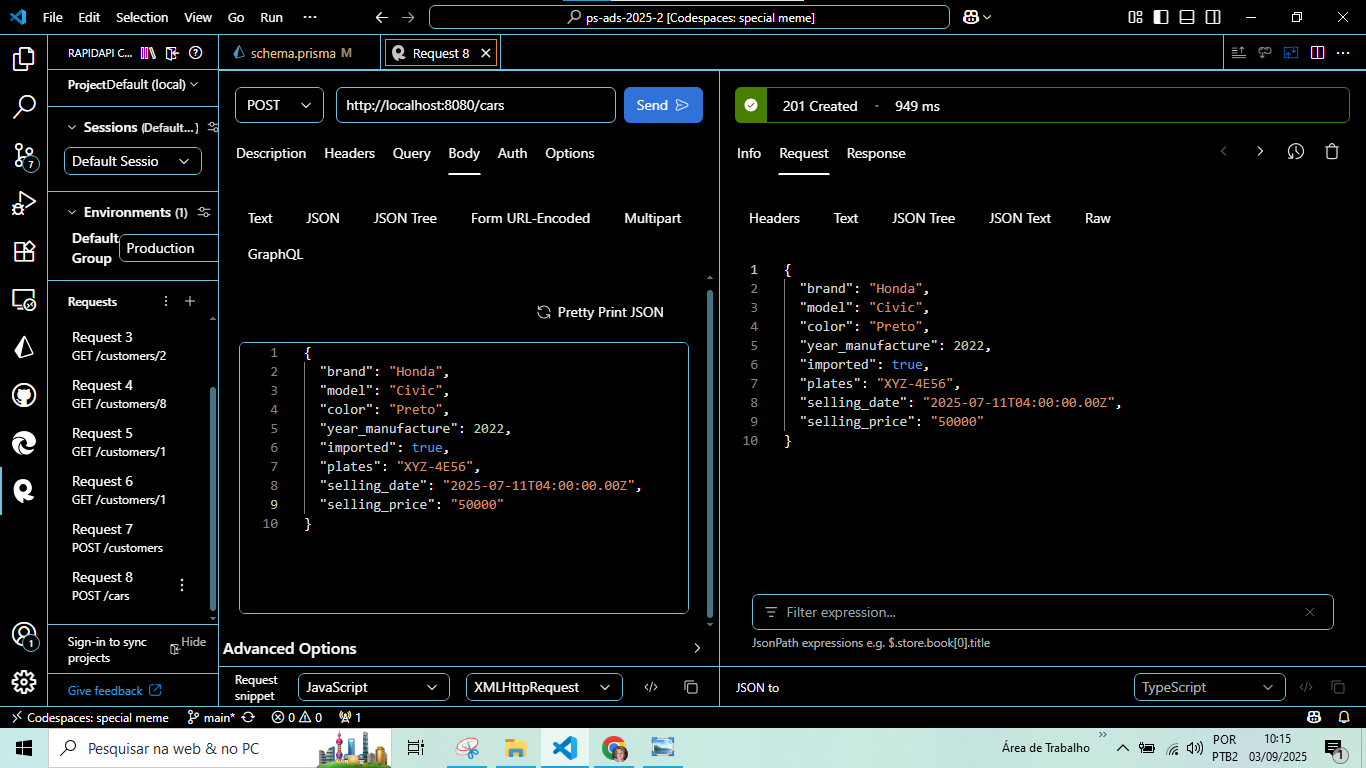 File Edit Selection View Go Run ··· ps-ads-2025-2 [Codespaces: special meme]
RAPIDAPI C...
schema.prisma M
Request 8
ProjectDefault (local)
Sessions (Default...]
Default Sessio
Environments (1)
Default Group
Production
Requests
Request 3
GET /customers/2
Request 4
GET /customers/8
Request 5
GET /customers/1
Request 6
GET /customers/1
Request 7
POST /customers
Request 8
POST /cars
Sign-in to sync projects
Hide
Give feedback
7
1
POST
http://localhost:8080/cars
Send
Description Headers Query Body Auth Options
Text JSON JSON Tree Form URL-Encoded Multipart
GraphQL
Pretty Print JSON
1 {
2 "brand": "Honda",
3 "model": "Civic",
4 "color": "Preto",
5 "year_manufacture": 2022,
6 "imported": true,
7 "plates": "XYZ-4E56",
8 "selling_date": "2025-07-11T04:00:00.00Z",
9 "selling_price": "50000"
10 }
Advanced Options
Request snippet
JavaScript
XMLHttpRequest
201 Created · 949 ms
Info Request Response
Headers Text JSON Tree JSON Text Raw
1 {
2 "brand": "Honda",
3 "model": "Civic",
4 "color": "Preto",
5 "year_manufacture": 2022,
6 "imported": true,
7 "plates": "XYZ-4E56",
8 "selling_date": "2025-07-11T04:00:00.00Z",
9 "selling_price": "50000"
10 }
Filter expression...
JsonPath expressions e.g. $.store.book[0].title
JSON to
TypeScript
Codespaces: special meme main* 0 0 1
Pesquisar na web & no PC
Área de Trabalho
POR
PTB2
10:15
03/09/2025
1